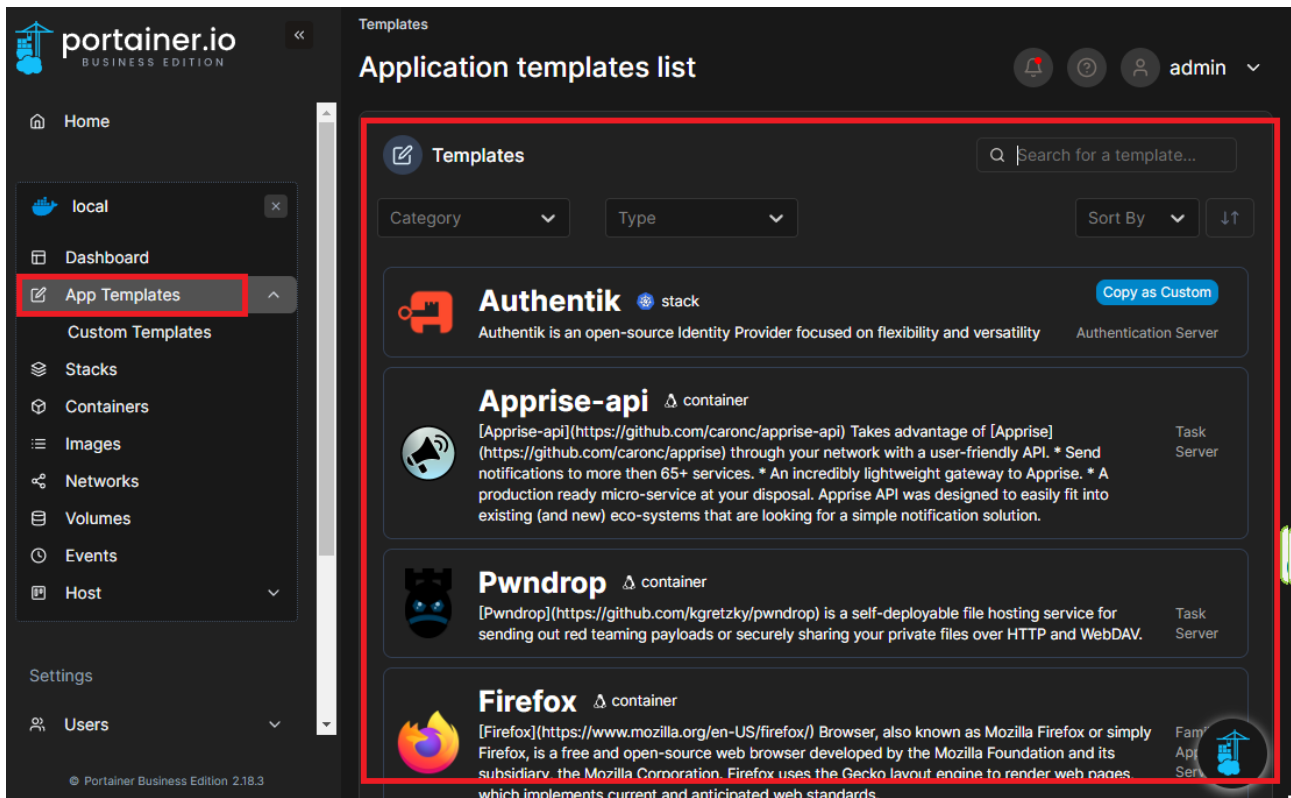 portainer.io
BUSINESS EDITION
Home
local
Dashboard
App Templates
Custom Templates
Stacks
Containers
Images
Networks
Volumes
Events
Host
Settings
Users
© Portainer Business Edition 2.18.3
Templates
Application templates list
admin
Templates
Search for a template...
Category
Type
Sort By
Authentik stack
Copy as Custom
Authentik is an open-source Identity Provider focused on flexibility and versatility
Authentication Server
Apprise-api container
[Apprise-api](https://github.com/caronc/apprise-api) Takes advantage of [Apprise]
(https://github.com/caronc/apprise) through your network with a user-friendly API. * Send
notifications to more then 65+ services. * An incredibly lightweight gateway to Apprise. * A
production ready micro-service at your disposal. Apprise API was designed to easily fit into
existing (and new) eco-systems that are looking for a simple notification solution.
Task
Server
Pwndrop container
[Pwndrop](https://github.com/kgretzky/pwndrop) is a self-deployable file hosting service for
sending out red teaming payloads or securely sharing your private files over HTTP and WebDAV.
Task
Server
Firefox container
[Firefox](https://www.mozilla.org/en-US/firefox/) Browser, also known as Mozilla Firefox or simply
Firefox, is a free and open-source web browser developed by the Mozilla Foundation and its
subsidiary, the Mozilla Corporation. Firefox uses the Gecko layout engine to render web pages,
which implements current and anticipated web standards.